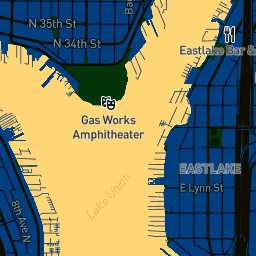 N 35th St
N 34th St
Eastlake Bar &
Gas Works
Amphitheater
EASTLAKE
E Lynn St
Lake Union
8th Ave N